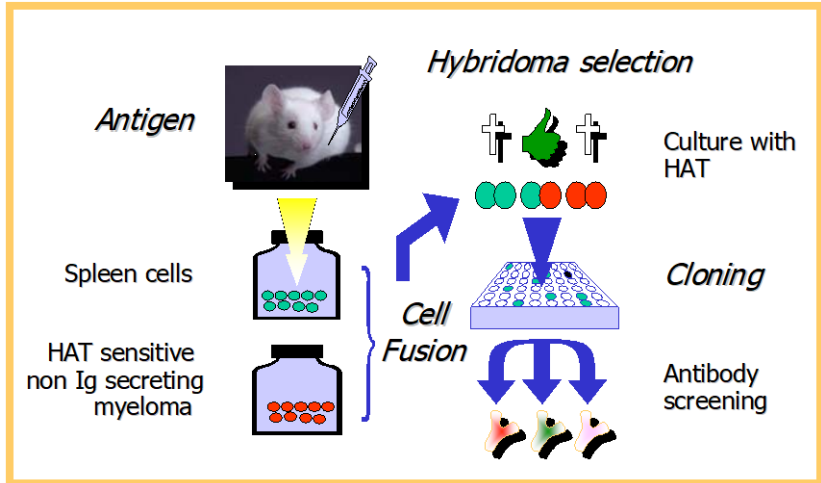 Antigen
Spleen cells
HAT sensitive
non Ig secreting
myeloma
Cell
Fusion
Hybridoma selection
Culture with
HAT
Cloning
Antibody
screening